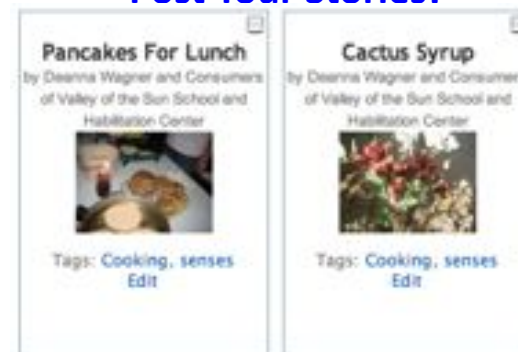 Post Your Stories!
Pancakes For Lunch
by Deanna Wagner and Consumers
of Valley of the Sun School and
Habilitation Center
Tags: Cooking, senses
Edit
Cactus Syrup
by Deanna Wagner and Consumer
of Valley of the Sun School and
Habilitation Center
Tags: Cooking, senses
Edit